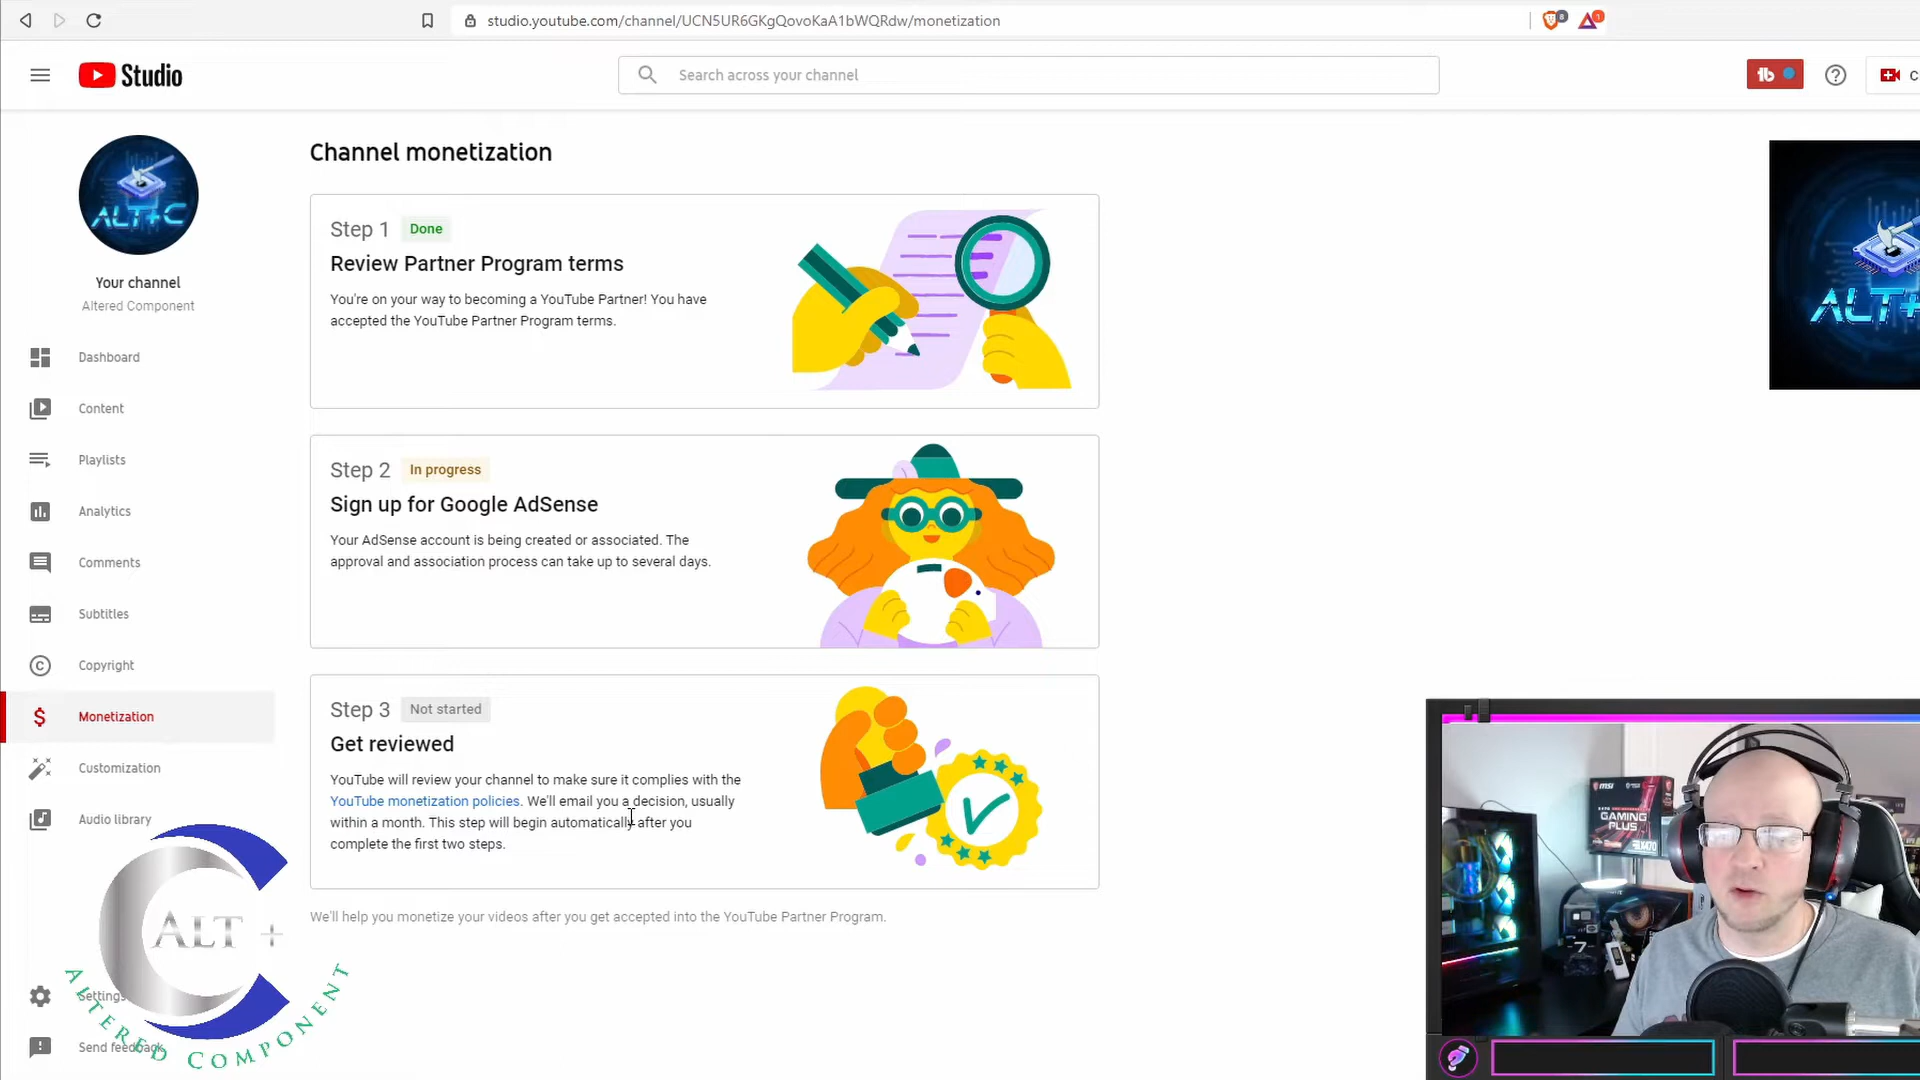 studio.youtube.com/channel/UCN5UR6GKgQovoKaA1bWQRdw/monetization
8
1
Studio
Search across your channel
tb
C
ALT+C
Your channel
Altered Component
Dashboard
Content
Playlists
Analytics
Comments
Subtitles
Copyright
Monetization
Customization
Audio library
Settings
Send feedback
Channel monetization
Step 1 Done
Review Partner Program terms
You're on your way to becoming a YouTube Partner! You have
accepted the YouTube Partner Program terms.
Step 2 In progress
Sign up for Google AdSense
Your AdSense account is being created or associated. The
approval and association process can take up to several days.
Step 3 Not started
Get reviewed
YouTube will review your channel to make sure it complies with the
YouTube monetization policies. We'll email you a decision, usually
within a month. This step will begin automatically after you
complete the first two steps.
We'll help you monetize your videos after you get accepted into the YouTube Partner Program.
ALT+
ALT +
ALTERED COMPONENT
msi
GAMING
PLUS
7